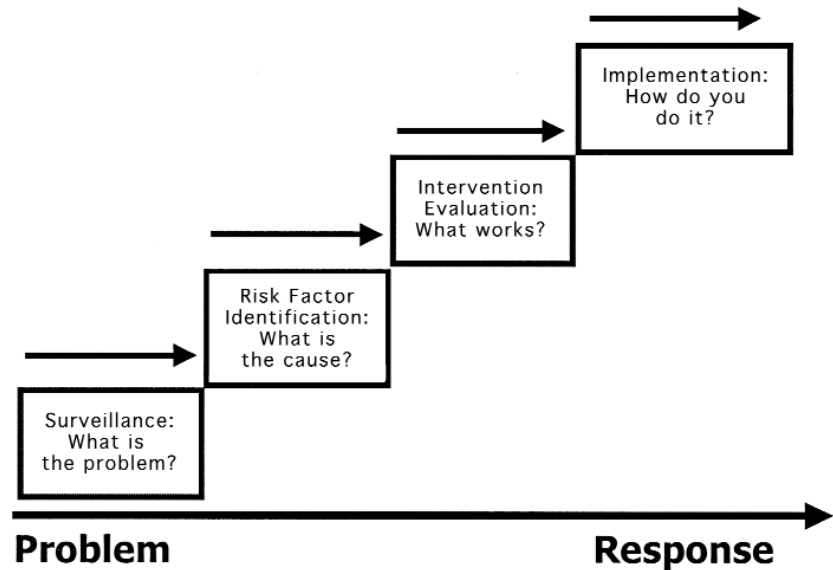 Surveillance:
What is
the problem?
Risk Factor
Identification:
What is
the cause?
Intervention
Evaluation:
What works?
Implementation:
How do you
do it?
Problem
Response